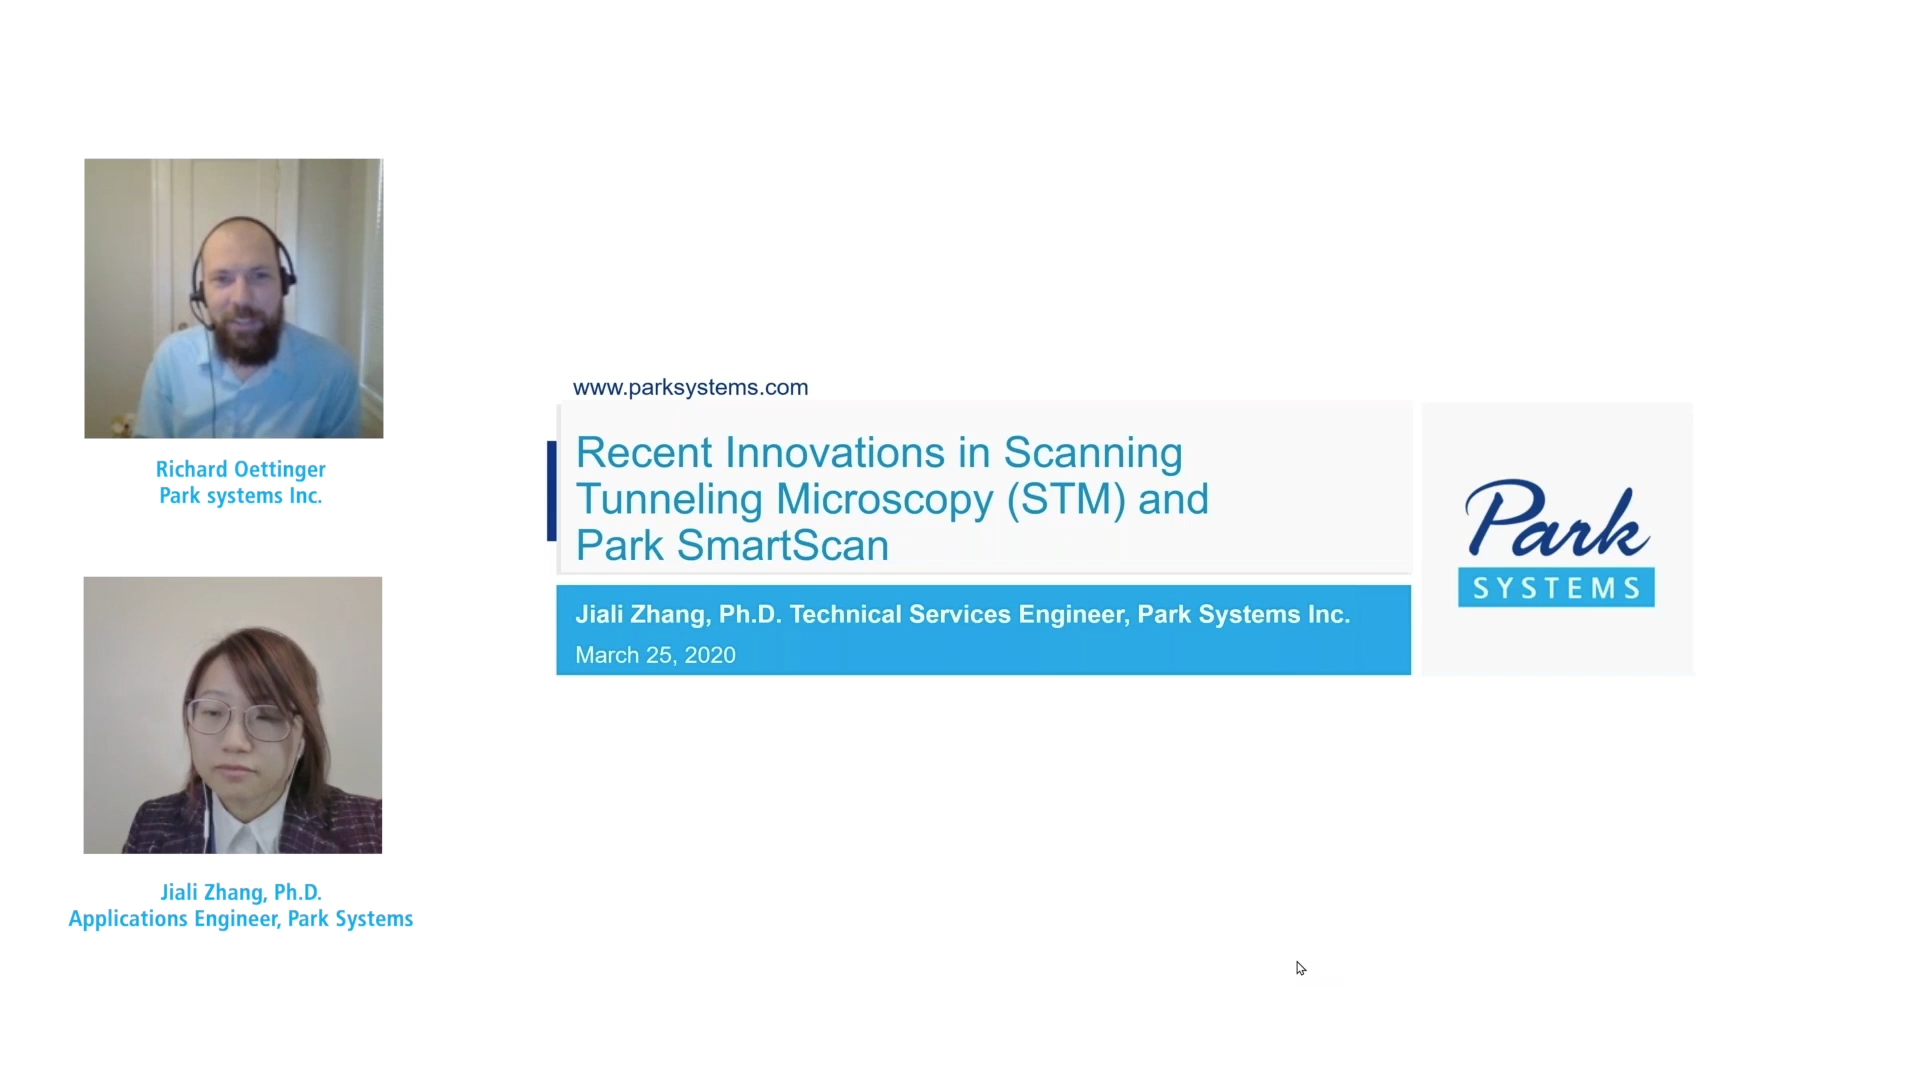 Richard Oettinger
Park systems Inc.
Jiali Zhang, Ph.D.
Applications Engineer, Park Systems
www.parksystems.com
Recent Innovations in Scanning
Tunneling Microscopy (STM) and
Park SmartScan
Jiali Zhang, Ph.D. Technical Services Engineer, Park Systems Inc.
March 25, 2020
Park
SYSTEMS